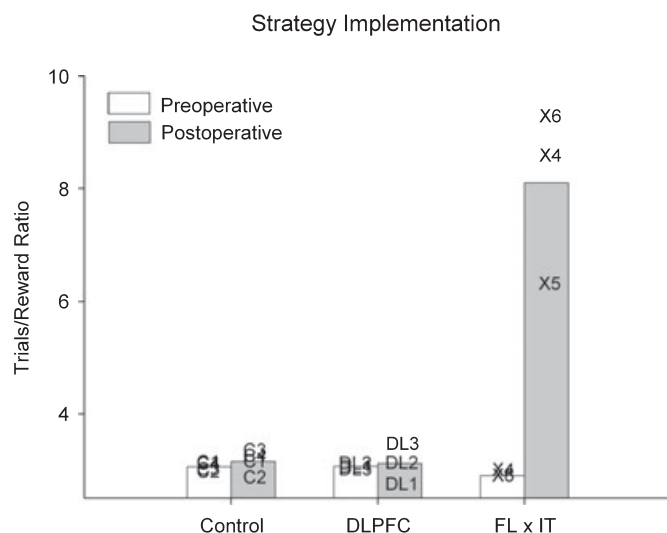 Strategy Implementation
10
8
6
4
Trials/Reward Ratio
Preoperative
Postoperative
X6
X4
X5
C3
C1
C2
DL3
DL2
DL1
X4
Control
DLPFC
FL x IT